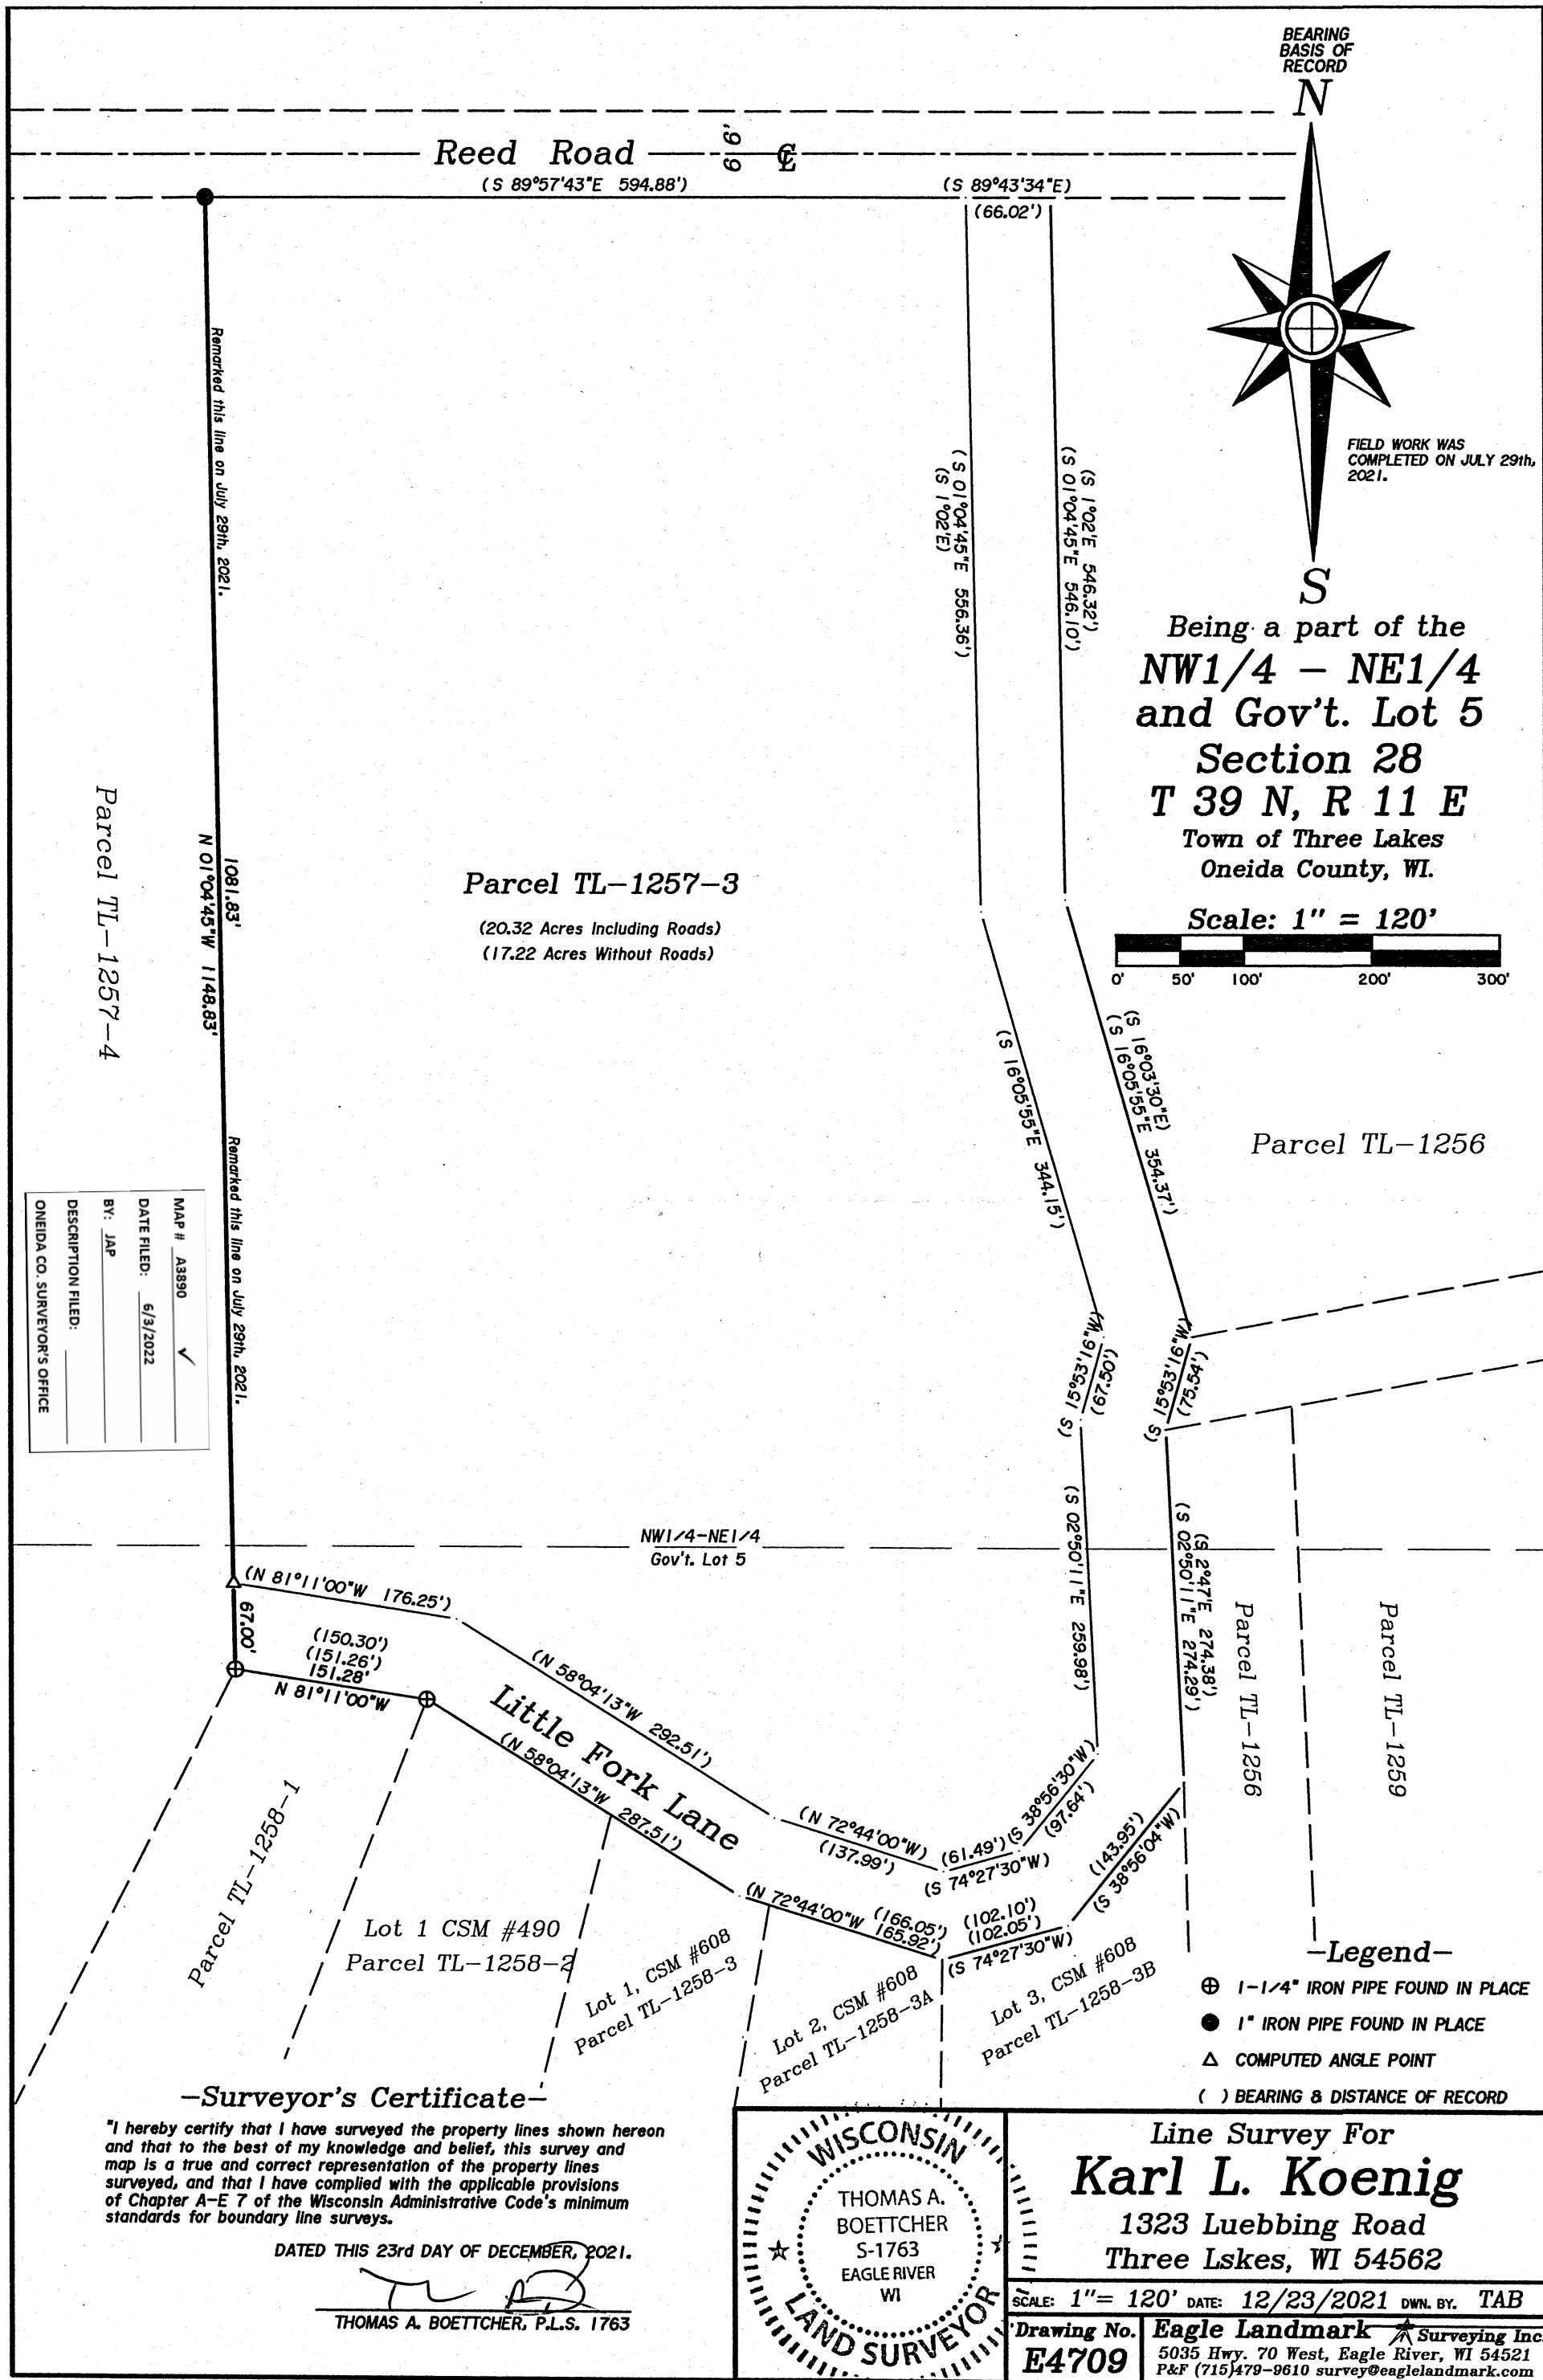 BEARING
BASIS OF
RECORD
N
Reed Road
66'
℄
(S 89°57'43"E 594.88')
(S 89°43'34"E)
(66.02')
Remarked this line on July 29th, 2021.
(S 01°04'45"E 556.36')
(S 1°02'E)
(S 1°02'E 546.32')
(S 01°04'45"E 546.10')
FIELD WORK WAS
COMPLETED ON JULY 29th,
2021.
S
Being a part of the
NW1/4 - NE1/4
and Gov't. Lot 5
Section 28
T 39 N, R 11 E
Town of Three Lakes
Oneida County, WI.
Scale: 1" = 120'
0' 50' 100' 200' 300'
Parcel TL-1257-4
1081.83'
N 01°04'45"W 1148.83'
Parcel TL-1257-3
(20.32 Acres Including Roads)
(17.22 Acres Without Roads)
(S 16°05'55"E 344.15')
(S 16°03'30"E)
(S 16°05'55"E 354.37')
Parcel TL-1256
Remarked this line on July 29th, 2021.
MAP # A3890 ✓
DATE FILED: 6/3/2022
BY: JAP
DESCRIPTION FILED:
ONEIDA CO. SURVEYOR'S OFFICE
(S 15°53'16"W)
(67.50')
(S 15°53'16"W)
(75.54')
(S 02°50'11"E 259.98')
(S 2°47'E 274.38')
(S 02°50'11"E 274.29')
NW1/4-NE1/4
Gov't. Lot 5
Parcel TL-1256
Parcel TL-1259
(N 81°11'00"W 176.25')
67.00'
(150.30')
(151.26')
151.28'
N 81°11'00"W
(N 58°04'13"W 292.51')
Little Fork Lane
(N 58°04'13"W 287.51')
(N 72°44'00"W)
(137.99')
(61.49')
(S 74°27'30"W)
(S 38°56'30"W)
(97.64')
(143.95')
(S 38°56'04"W)
(N 72°44'00"W 165.92')
(166.05')
(102.10')
(102.05')
(S 74°27'30"W)
Parcel TL-1258-1
Lot 1 CSM #490
Parcel TL-1258-2
Lot 1, CSM #608
Parcel TL-1258-3
Lot 2, CSM #608
Parcel TL-1258-3A
Lot 3, CSM #608
Parcel TL-1258-3B
-Legend-
1-1/4" IRON PIPE FOUND IN PLACE
1" IRON PIPE FOUND IN PLACE
COMPUTED ANGLE POINT
( ) BEARING & DISTANCE OF RECORD
-Surveyor's Certificate-
"I hereby certify that I have surveyed the property lines shown hereon
and that to the best of my knowledge and belief, this survey and
map is a true and correct representation of the property lines
surveyed, and that I have complied with the applicable provisions
of Chapter A-E 7 of the Wisconsin Administrative Code's minimum
standards for boundary line surveys.
DATED THIS 23rd DAY OF DECEMBER, 2021.
THOMAS A. BOETTCHER, P.L.S. 1763
WISCONSIN
THOMAS A.
BOETTCHER
S-1763
EAGLE RIVER
WI
LAND SURVEYOR
Line Survey For
Karl L. Koenig
1323 Luebbing Road
Three Lskes, WI 54562
SCALE: 1"= 120' DATE: 12/23/2021 DWN. BY. TAB
Drawing No.
E4709
Eagle Landmark Surveying Inc.
5035 Hwy. 70 West, Eagle River, WI 54521
P&F (715)479-9610 survey@eaglelandmark.com